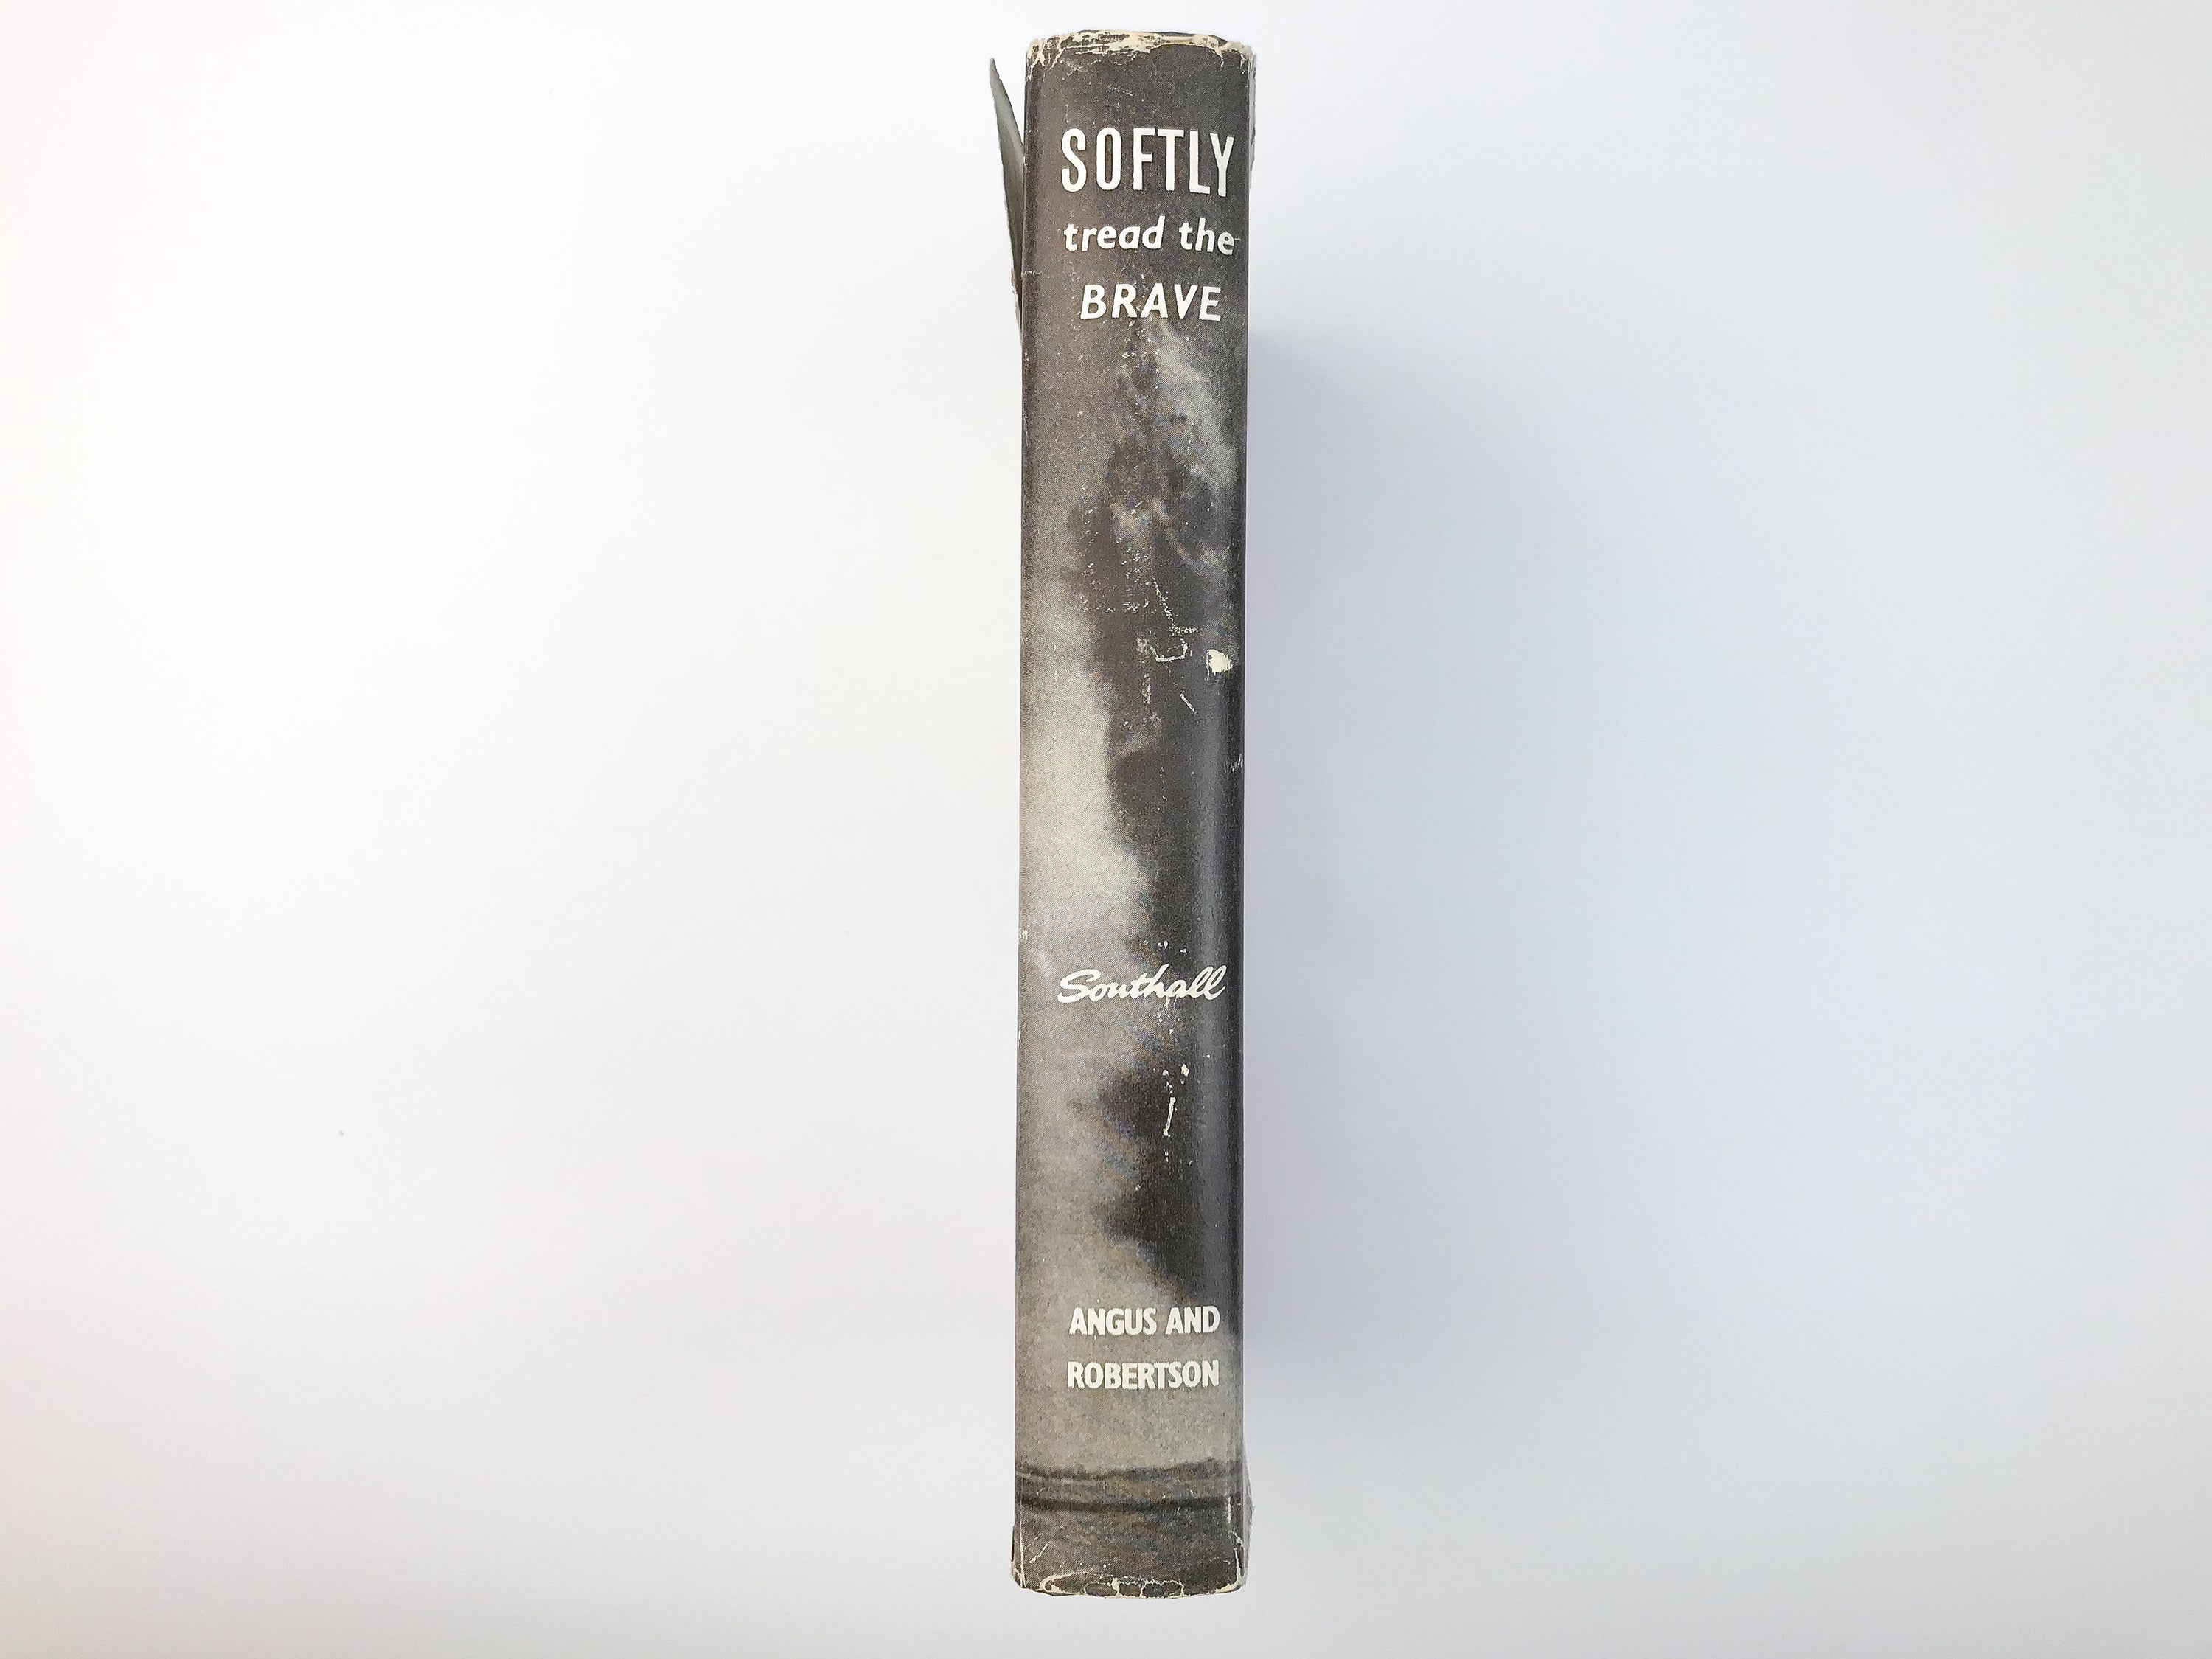 SOFTLY
tread the
BRAVE
Southall
ANGUS AND
ROBERTSON